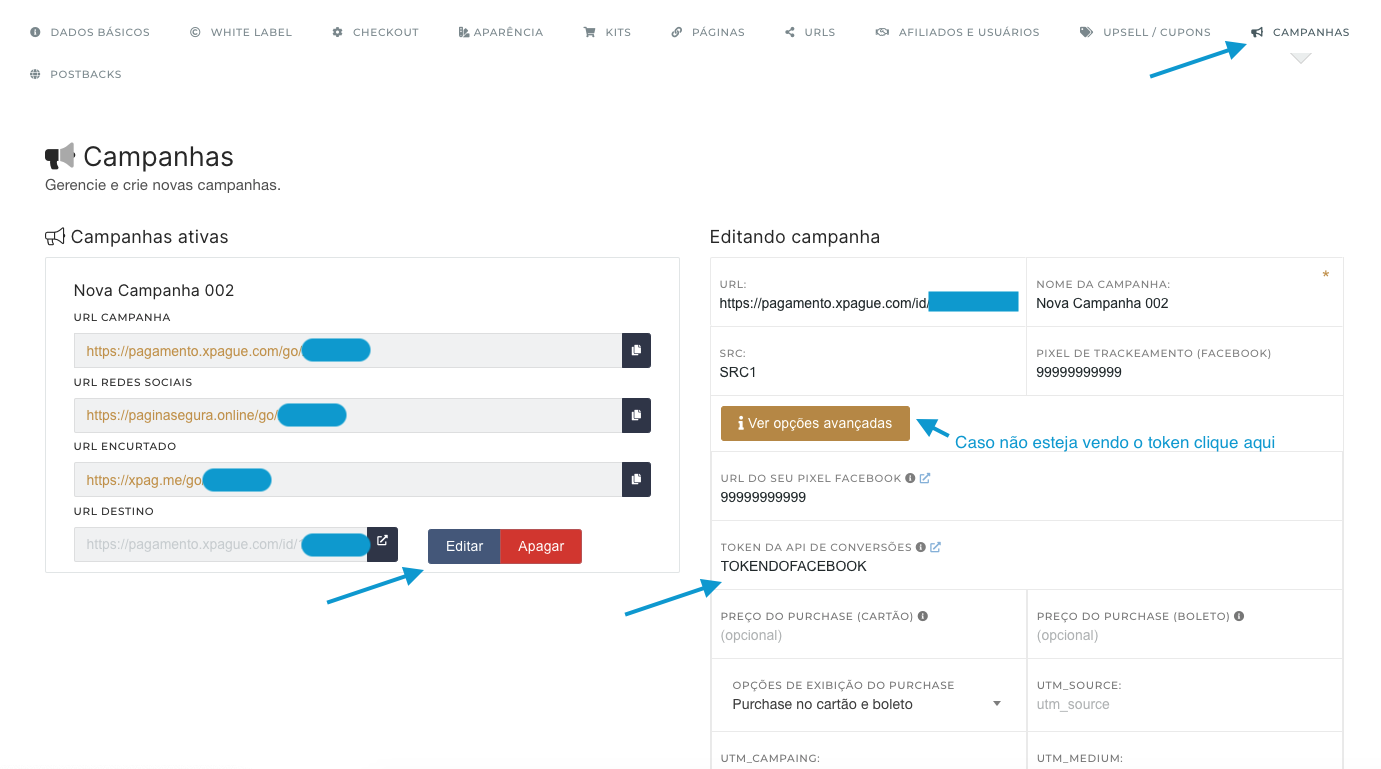 DADOS BÁSICOS
WHITE LABEL
CHECKOUT
APARÊNCIA
KITS
PÁGINAS
URLS
AFILIADOS E USUÁRIOS
UPSELL / CUPONS
CAMPANHAS
POSTBACKS
Campanhas
Gerencie e crie novas campanhas.
Campanhas ativas
Nova Campanha 002
URL CAMPANHA
https://pagamento.xpague.com/go/
URL REDES SOCIAIS
https://paginasegura.online/go/
URL ENCURTADO
https://xpag.me/go/
URL DESTINO
https://pagamento.xpague.com/id/
Editar
Apagar
Editando campanha
URL:
https://pagamento.xpague.com/id/
NOME DA CAMPANHA:
*
Nova Campanha 002
SRC:
SRC1
PIXEL DE TRACKEAMENTO (FACEBOOK)
99999999999
Ver opções avançadas
Caso não esteja vendo o token clique aqui
URL DO SEU PIXEL FACEBOOK
99999999999
TOKEN DA API DE CONVERSÕES
TOKENDOFACEBOOK
PREÇO DO PURCHASE (CARTÃO)
(opcional)
PREÇO DO PURCHASE (BOLETO)
(opcional)
OPÇÕES DE EXIBIÇÃO DO PURCHASE
Purchase no cartão e boleto
UTM_SOURCE:
utm_source
UTM_CAMPAING:
UTM_MEDIUM: